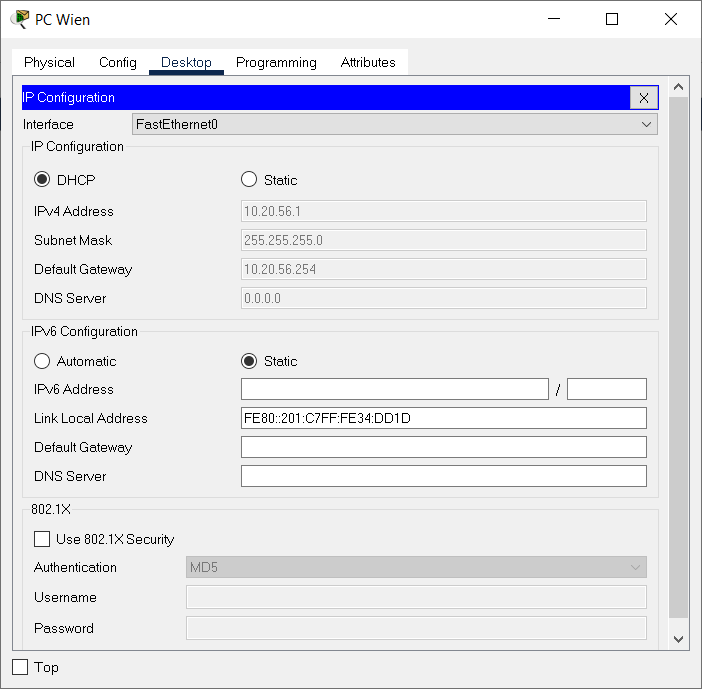 PC Wien
Physical Config Desktop Programming Attributes
IP Configuration X
Interface FastEthernet0
IP Configuration
DHCP Static
IPv4 Address 10.20.56.1
Subnet Mask 255.255.255.0
Default Gateway 10.20.56.254
DNS Server 0.0.0.0
IPv6 Configuration
Automatic Static
IPv6 Address /
Link Local Address FE80::201:C7FF:FE34:DD1D
Default Gateway
DNS Server
802.1X
Use 802.1X Security
Authentication MD5
Username
Password
Top